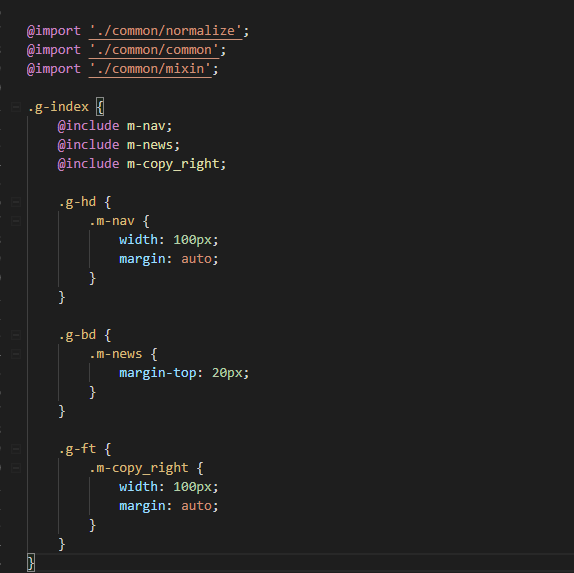 @import './common/normalize';
@import './common/common';
@import './common/mixin';
.g-index {
@include m-nav;
@include m-news;
@include m-copy_right;
.g-hd {
.m-nav {
width: 100px;
margin: auto;
}
}
.g-bd {
.m-news {
margin-top: 20px;
}
}
.g-ft {
.m-copy_right {
width: 100px;
margin: auto;
}
}
}